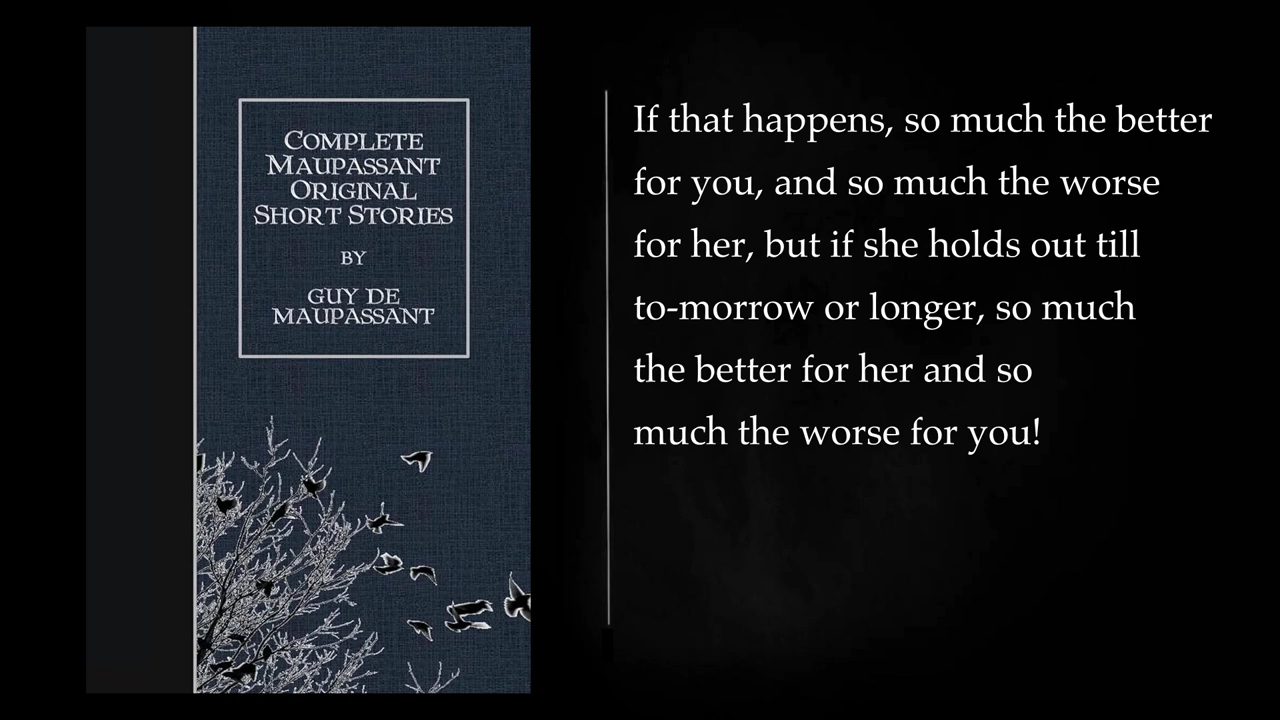 COMPLETE
MAUPASSANT
ORIGINAL
SHORT STORIES
BY
GUY DE
MAUPASSANT
If that happens, so much the better
for you, and so much the worse
for her, but if she holds out till
to-morrow or longer, so much
the better for her and so
much the worse for you!